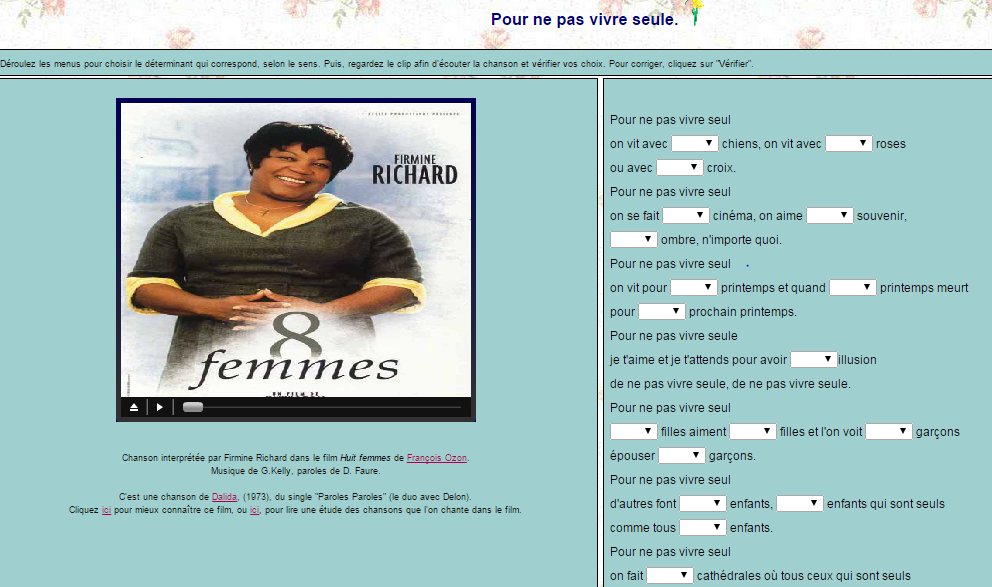 Pour ne pas vivre seule.
Déroulez les menus pour choisir le déterminant qui correspond, selon le sens. Puis, regardez le clip afin d'écouter la chanson et vérifier vos choix. Pour corriger, cliquez sur "Vérifier".
FIRMINE
RICHARD
8
femmes
UN FILM DE
Chanson interprétée par Firmine Richard dans le film Huit femmes de François Ozon.
Musique de G.Kelly, paroles de D. Faure.
C'est une chanson de Dalida, (1973), du single "Paroles Paroles" (le duo avec Delon).
Cliquez ici pour mieux connaître ce film, ou ici, pour lire une étude des chansons que l'on chante dans le film.
Pour ne pas vivre seul
on vit avec chiens, on vit avec roses
ou avec croix.
Pour ne pas vivre seul
on se fait cinéma, on aime souvenir,
ombre, n'importe quoi.
Pour ne pas vivre seul
on vit pour printemps et quand printemps meurt
pour prochain printemps.
Pour ne pas vivre seule
je t'aime et je t'attends pour avoir illusion
de ne pas vivre seule, de ne pas vivre seule.
Pour ne pas vivre seul
filles aiment filles et l'on voit garçons
épouser garçons.
Pour ne pas vivre seul
d'autres font enfants, enfants qui sont seuls
comme tous enfants.
Pour ne pas vivre seul
on fait cathédrales où tous ceux qui sont seuls